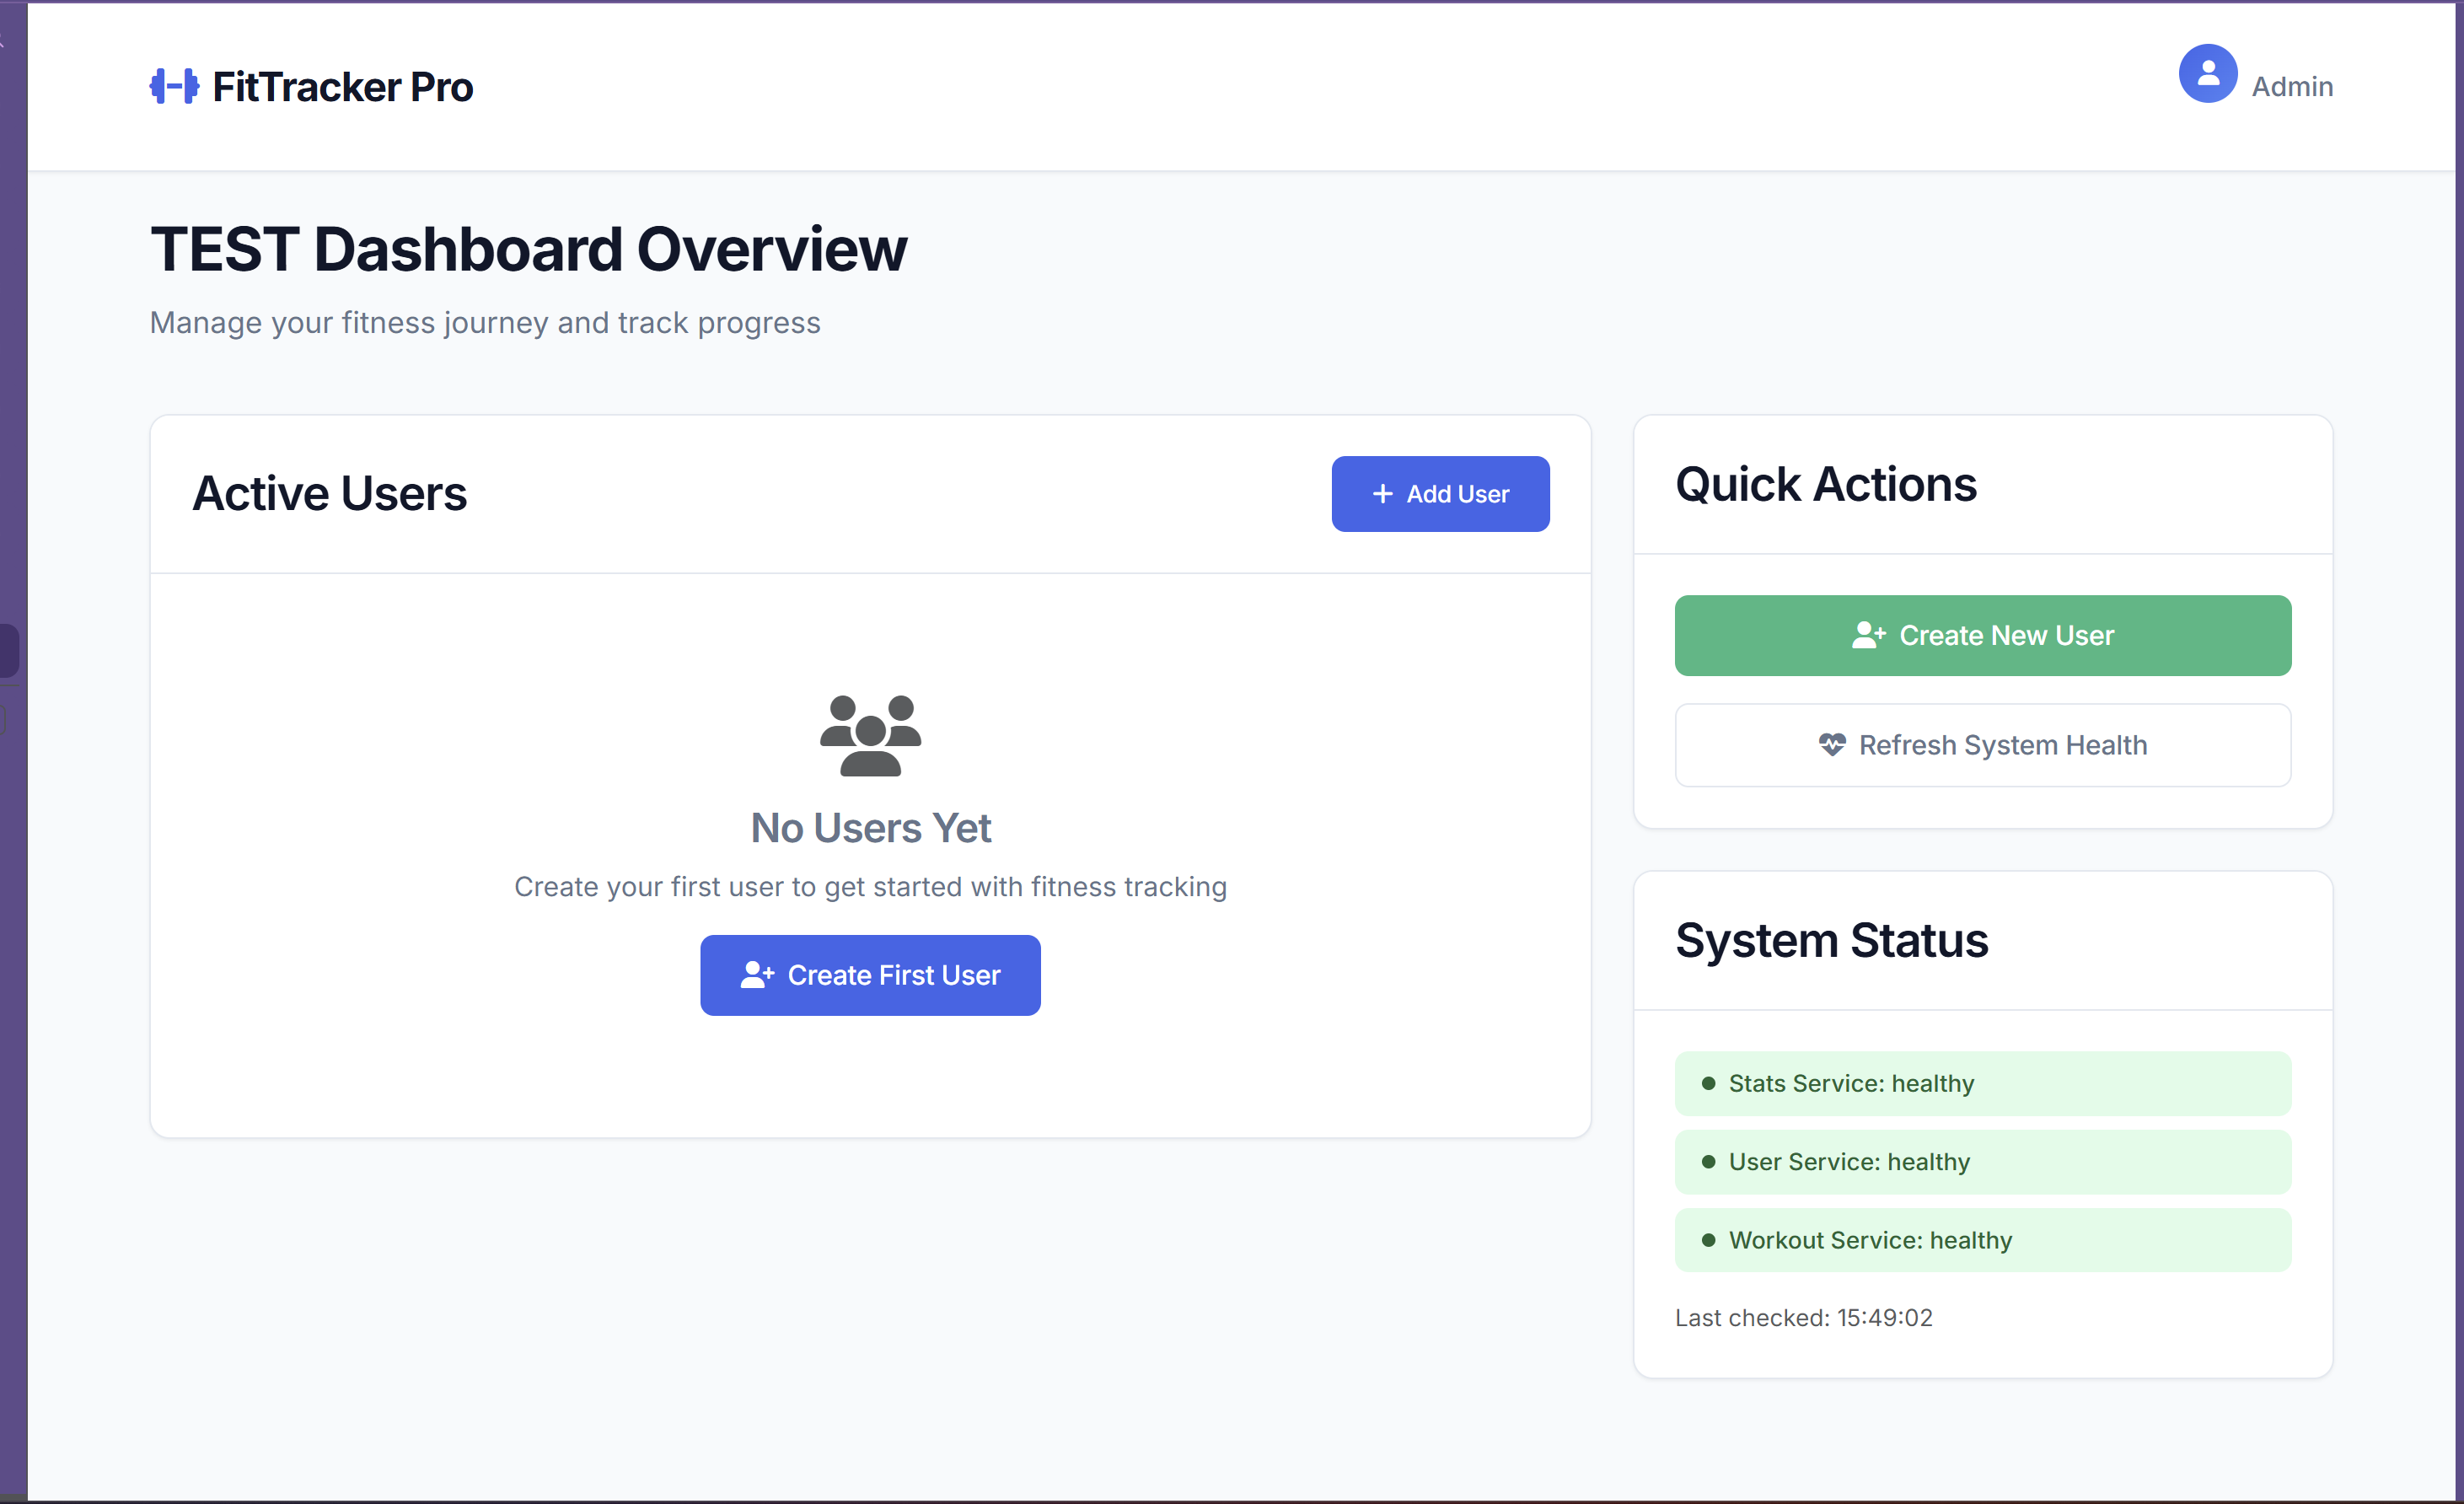 FitTracker Pro
Admin
TEST Dashboard Overview
Manage your fitness journey and track progress
Active Users
Add User
No Users Yet
Create your first user to get started with fitness tracking
Create First User
Quick Actions
Create New User
Refresh System Health
System Status
Stats Service: healthy
User Service: healthy
Workout Service: healthy
Last checked: 15:49:02